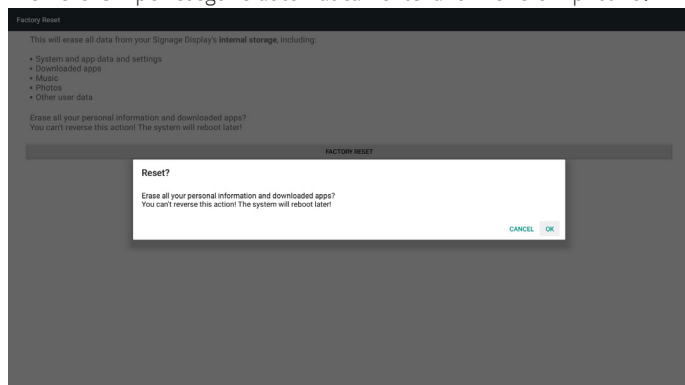 Factory Reset
This will erase all data from your Signage Display's internal storage, including:
• System and app data and settings
• Downloaded apps
• Music
• Photos
• Other user data
Erase all your personal information and downloaded apps?
You can't reverse this action! The system will reboot later!
FACTORY RESET
Reset?
Erase all your personal information and downloaded apps?
You can't reverse this action! The system will reboot later!
CANCEL OK